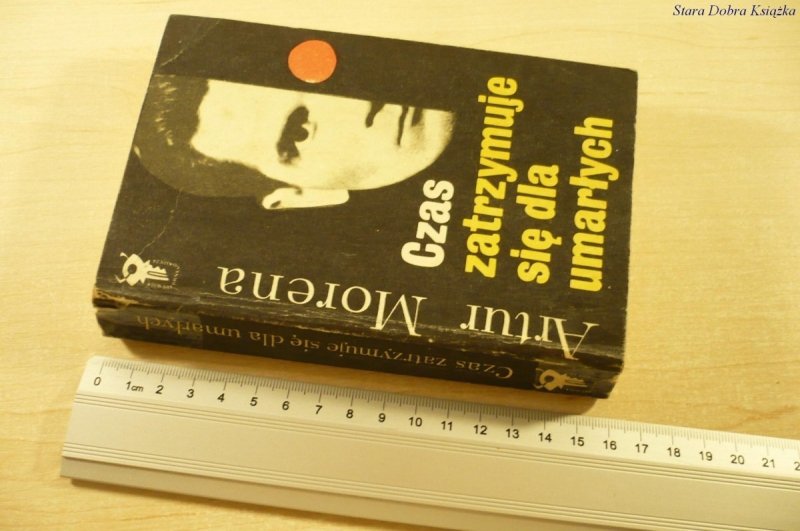 Stara Dobra Książka
Czas
zatrzymuje
się dla
umarłych
Artur Morena
Czas zatrzymuje się dla umarłych
0 1cm 2 3 4 5 6 7 8 9 10 11 12 13 14 15 16 17 18 19 20 21